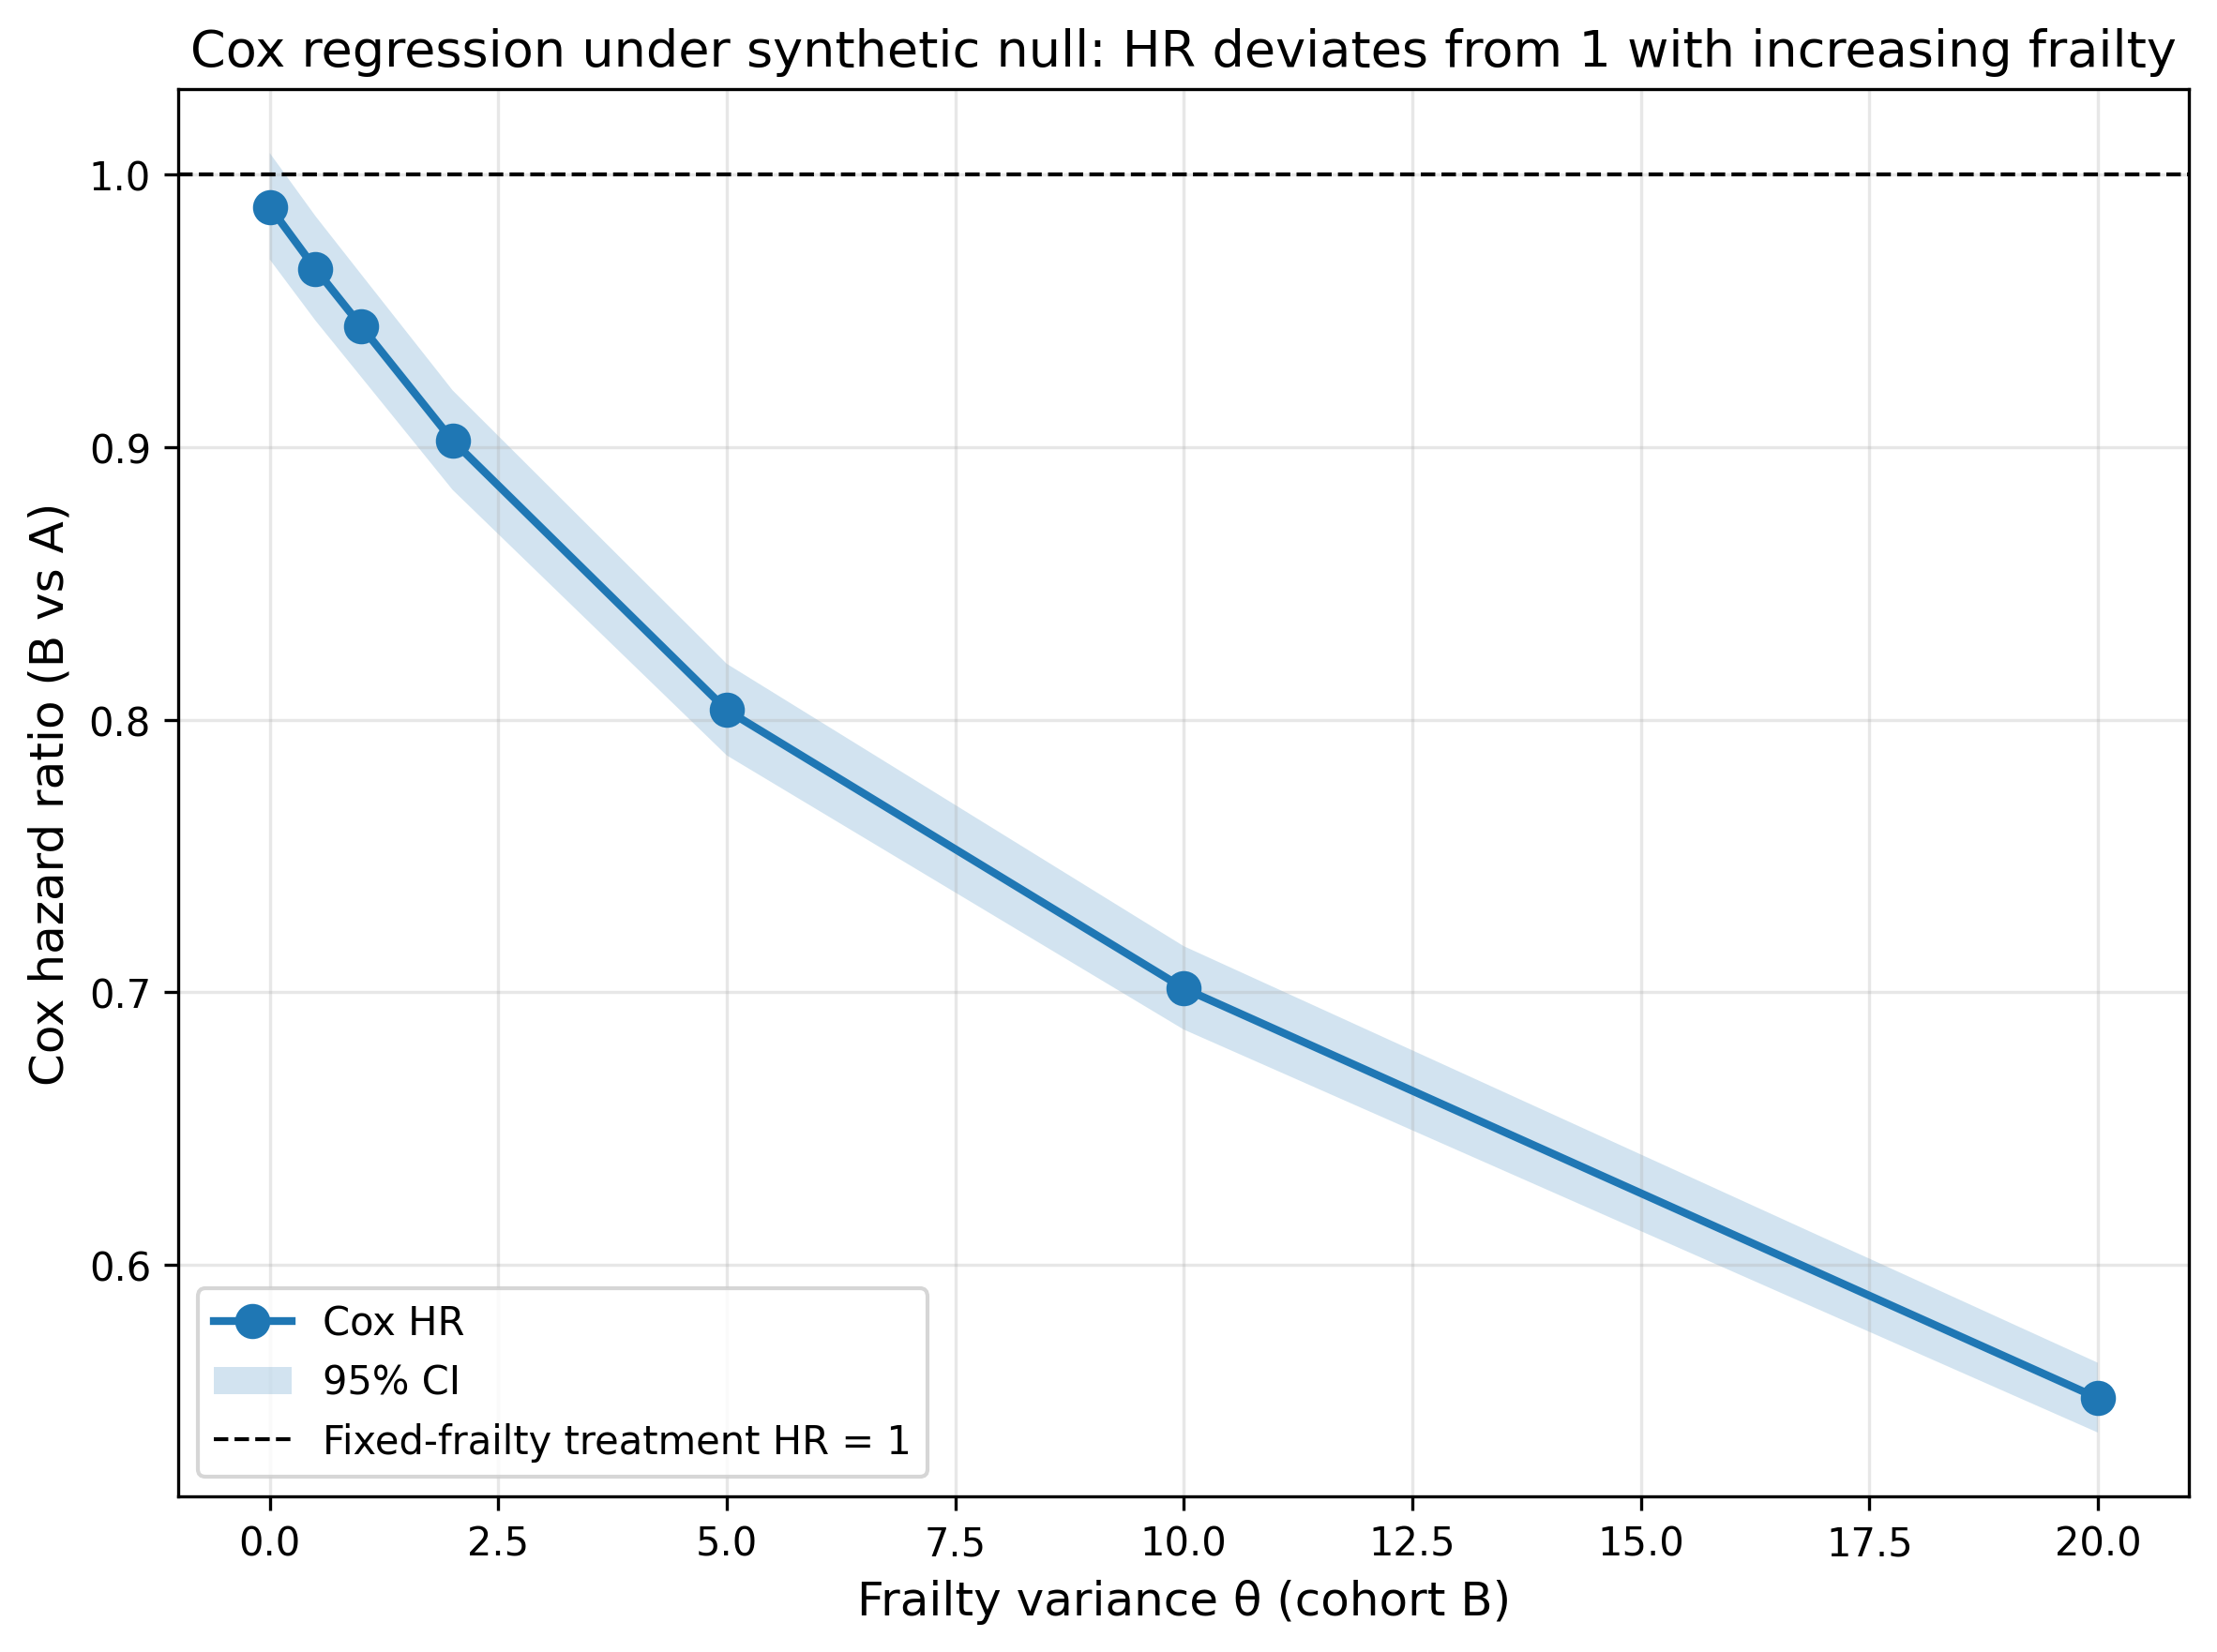 Cox regression under synthetic null: HR deviates from 1 with increasing frailty
Cox hazard ratio (B vs A)
1.0
0.9
0.8
0.7
0.6
Cox HR
95% CI
Fixed-frailty treatment HR = 1
0.0 2.5 5.0 7.5 10.0 12.5 15.0 17.5 20.0
Frailty variance θ (cohort B)